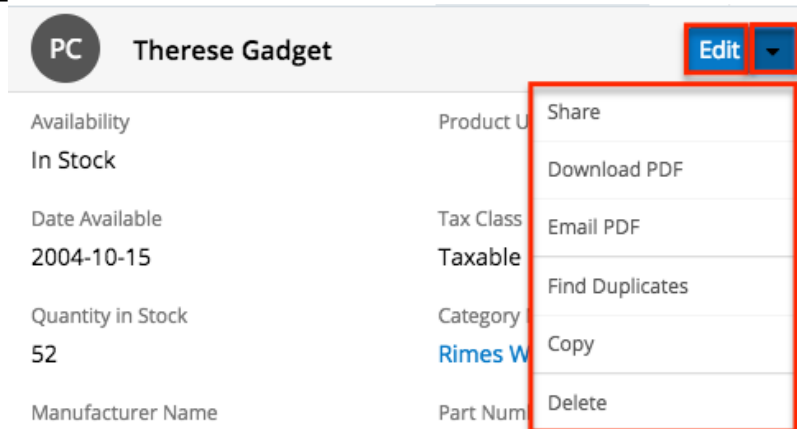 PC Therese Gadget Edit
Availability Product U Share
In Stock
Download PDF
Date Available Tax Class Email PDF
2004-10-15 Taxable
Find Duplicates
Quantity in Stock Category
52 Rimes W Copy
Manufacturer Name Part Num Delete